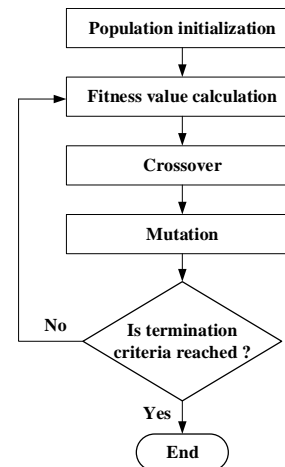 Population initialization
Fitness value calculation
Crossover
Mutation
No
Is termination
criteria reached ?
Yes
End